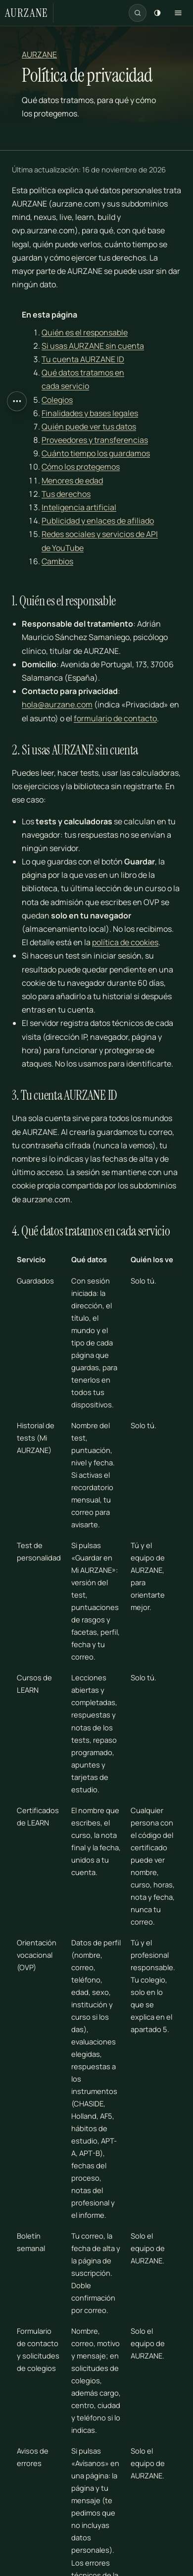 AURZANE
AURZANE
Política de privacidad
Qué datos tratamos, para qué y cómo
los protegemos.
Última actualización: 16 de noviembre de 2026
Esta política explica qué datos personales trata
AURZANE (aurzane.com y sus subdominios
mind, nexus, live, learn, build y
ovp.aurzane.com), para qué, con qué base
legal, quién puede verlos, cuánto tiempo se
guardan y cómo ejercer tus derechos. La
mayor parte de AURZANE se puede usar sin dar
ningún dato.
En esta página
1. Quién es el responsable
2. Si usas AURZANE sin cuenta
3. Tu cuenta AURZANE ID
4. Qué datos tratamos en
cada servicio
5. Colegios
6. Finalidades y bases legales
7. Quién puede ver tus datos
8. Proveedores y transferencias
9. Cuánto tiempo los guardamos
10. Cómo los protegemos
11. Menores de edad
12. Tus derechos
13. Inteligencia artificial
14. Publicidad y enlaces de afiliado
15. Redes sociales y servicios de API
de YouTube
16. Cambios
1. Quién es el responsable
Responsable del tratamiento: Adrián
Mauricio Sánchez Samaniego, psicólogo
clínico, titular de AURZANE.
Domicilio: Avenida de Portugal, 173, 37006
Salamanca (España).
Contacto para privacidad:
hola@aurzane.com (indica «Privacidad» en
el asunto) o el formulario de contacto.
2. Si usas AURZANE sin cuenta
Puedes leer, hacer tests, usar las calculadoras,
los ejercicios y la biblioteca sin registrarte. En
ese caso:
Los tests y calculadoras se calculan en tu
navegador: tus respuestas no se envían a
ningún servidor.
Lo que guardas con el botón Guardar, la
página por la que vas en un libro de la
biblioteca, tu última lección de un curso o la
nota de admisión que escribes en OVP se
quedan solo en tu navegador
(almacenamiento local). No los recibimos.
El detalle está en la política de cookies.
Si haces un test sin iniciar sesión, su
resultado puede quedar pendiente en una
cookie de tu navegador durante 60 días,
solo para añadirlo a tu historial si después
entras en tu cuenta.
El servidor registra datos técnicos de cada
visita (dirección IP, navegador, página y
hora) para funcionar y protegerse de
ataques. No los usamos para identificarte.
3. Tu cuenta AURZANE ID
Una sola cuenta sirve para todos los mundos
de AURZANE. Al crearla guardamos tu correo,
tu contraseña cifrada (nunca la vemos), tu
nombre si lo indicas y las fechas de alta y de
último acceso. La sesión se mantiene con una
cookie propia compartida por los subdominios
de aurzane.com.
4. Qué datos tratamos en cada servicio
Servicio Qué datos Quién los ve
Guardados Con sesión Solo tú.
iniciada: la
dirección, el
título, el
mundo y el
tipo de cada
página que
guardas, para
tenerlos en
todos tus
dispositivos.
Historial de Nombre del Solo tú.
tests (Mi test,
AURZANE) puntuación,
nivel y fecha.
Si activas el
recordatorio
mensual, tu
correo para
avisarte.
Test de Si pulsas Tú y el
personalidad «Guardar en equipo de
Mi AURZANE»: AURZANE,
versión del para
test, orientarte
puntuaciones mejor.
de rasgos y
facetas, perfil,
fecha y tu
correo.
Cursos de Lecciones Solo tú.
LEARN abiertas y
completadas,
respuestas y
notas de los
tests, repaso
programado,
apuntes y
tarjetas de
estudio.
Certificados El nombre que Cualquier
de LEARN escribes, el persona con
curso, la nota el código del
final y la fecha, certificado
unidos a tu puede ver
cuenta. nombre,
curso, horas,
nota y fecha,
nunca tu
correo.
Orientación Datos de perfil Tú y el
vocacional (nombre, profesional
(OVP) correo, responsable.
teléfono, Tu colegio,
edad, sexo, solo en lo
institución y que se
curso si los explica en el
das), apartado 5.
evaluaciones
elegidas,
respuestas a
los
instrumentos
(CHASIDE,
Holland, AF5,
hábitos de
estudio, APT-
A, APT-B),
fechas del
proceso,
notas del
profesional y
el informe.
Boletín Tu correo, la Solo el
semanal fecha de alta y equipo de
la página de AURZANE.
suscripción.
Doble
confirmación
por correo.
Formulario Nombre, Solo el
de contacto correo, motivo equipo de
y solicitudes y mensaje; en AURZANE.
de colegios solicitudes de
colegios,
además cargo,
centro, ciudad
y teléfono si lo
indicas.
Avisos de Si pulsas Solo el
errores «Avísanos» en equipo de
una página: la AURZANE.
página y tu
mensaje (te
pedimos que
no incluyas
datos
personales).
Los errores
técnicos de la